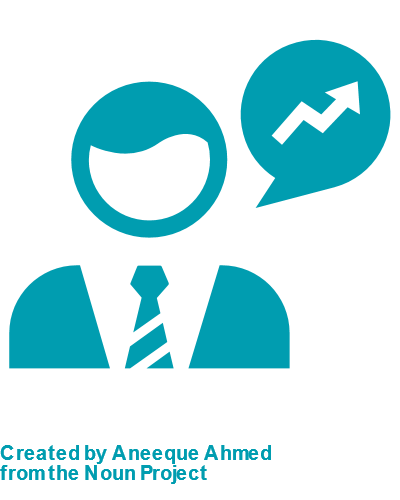 Created by Aneeque Ahmed
from the Noun Project